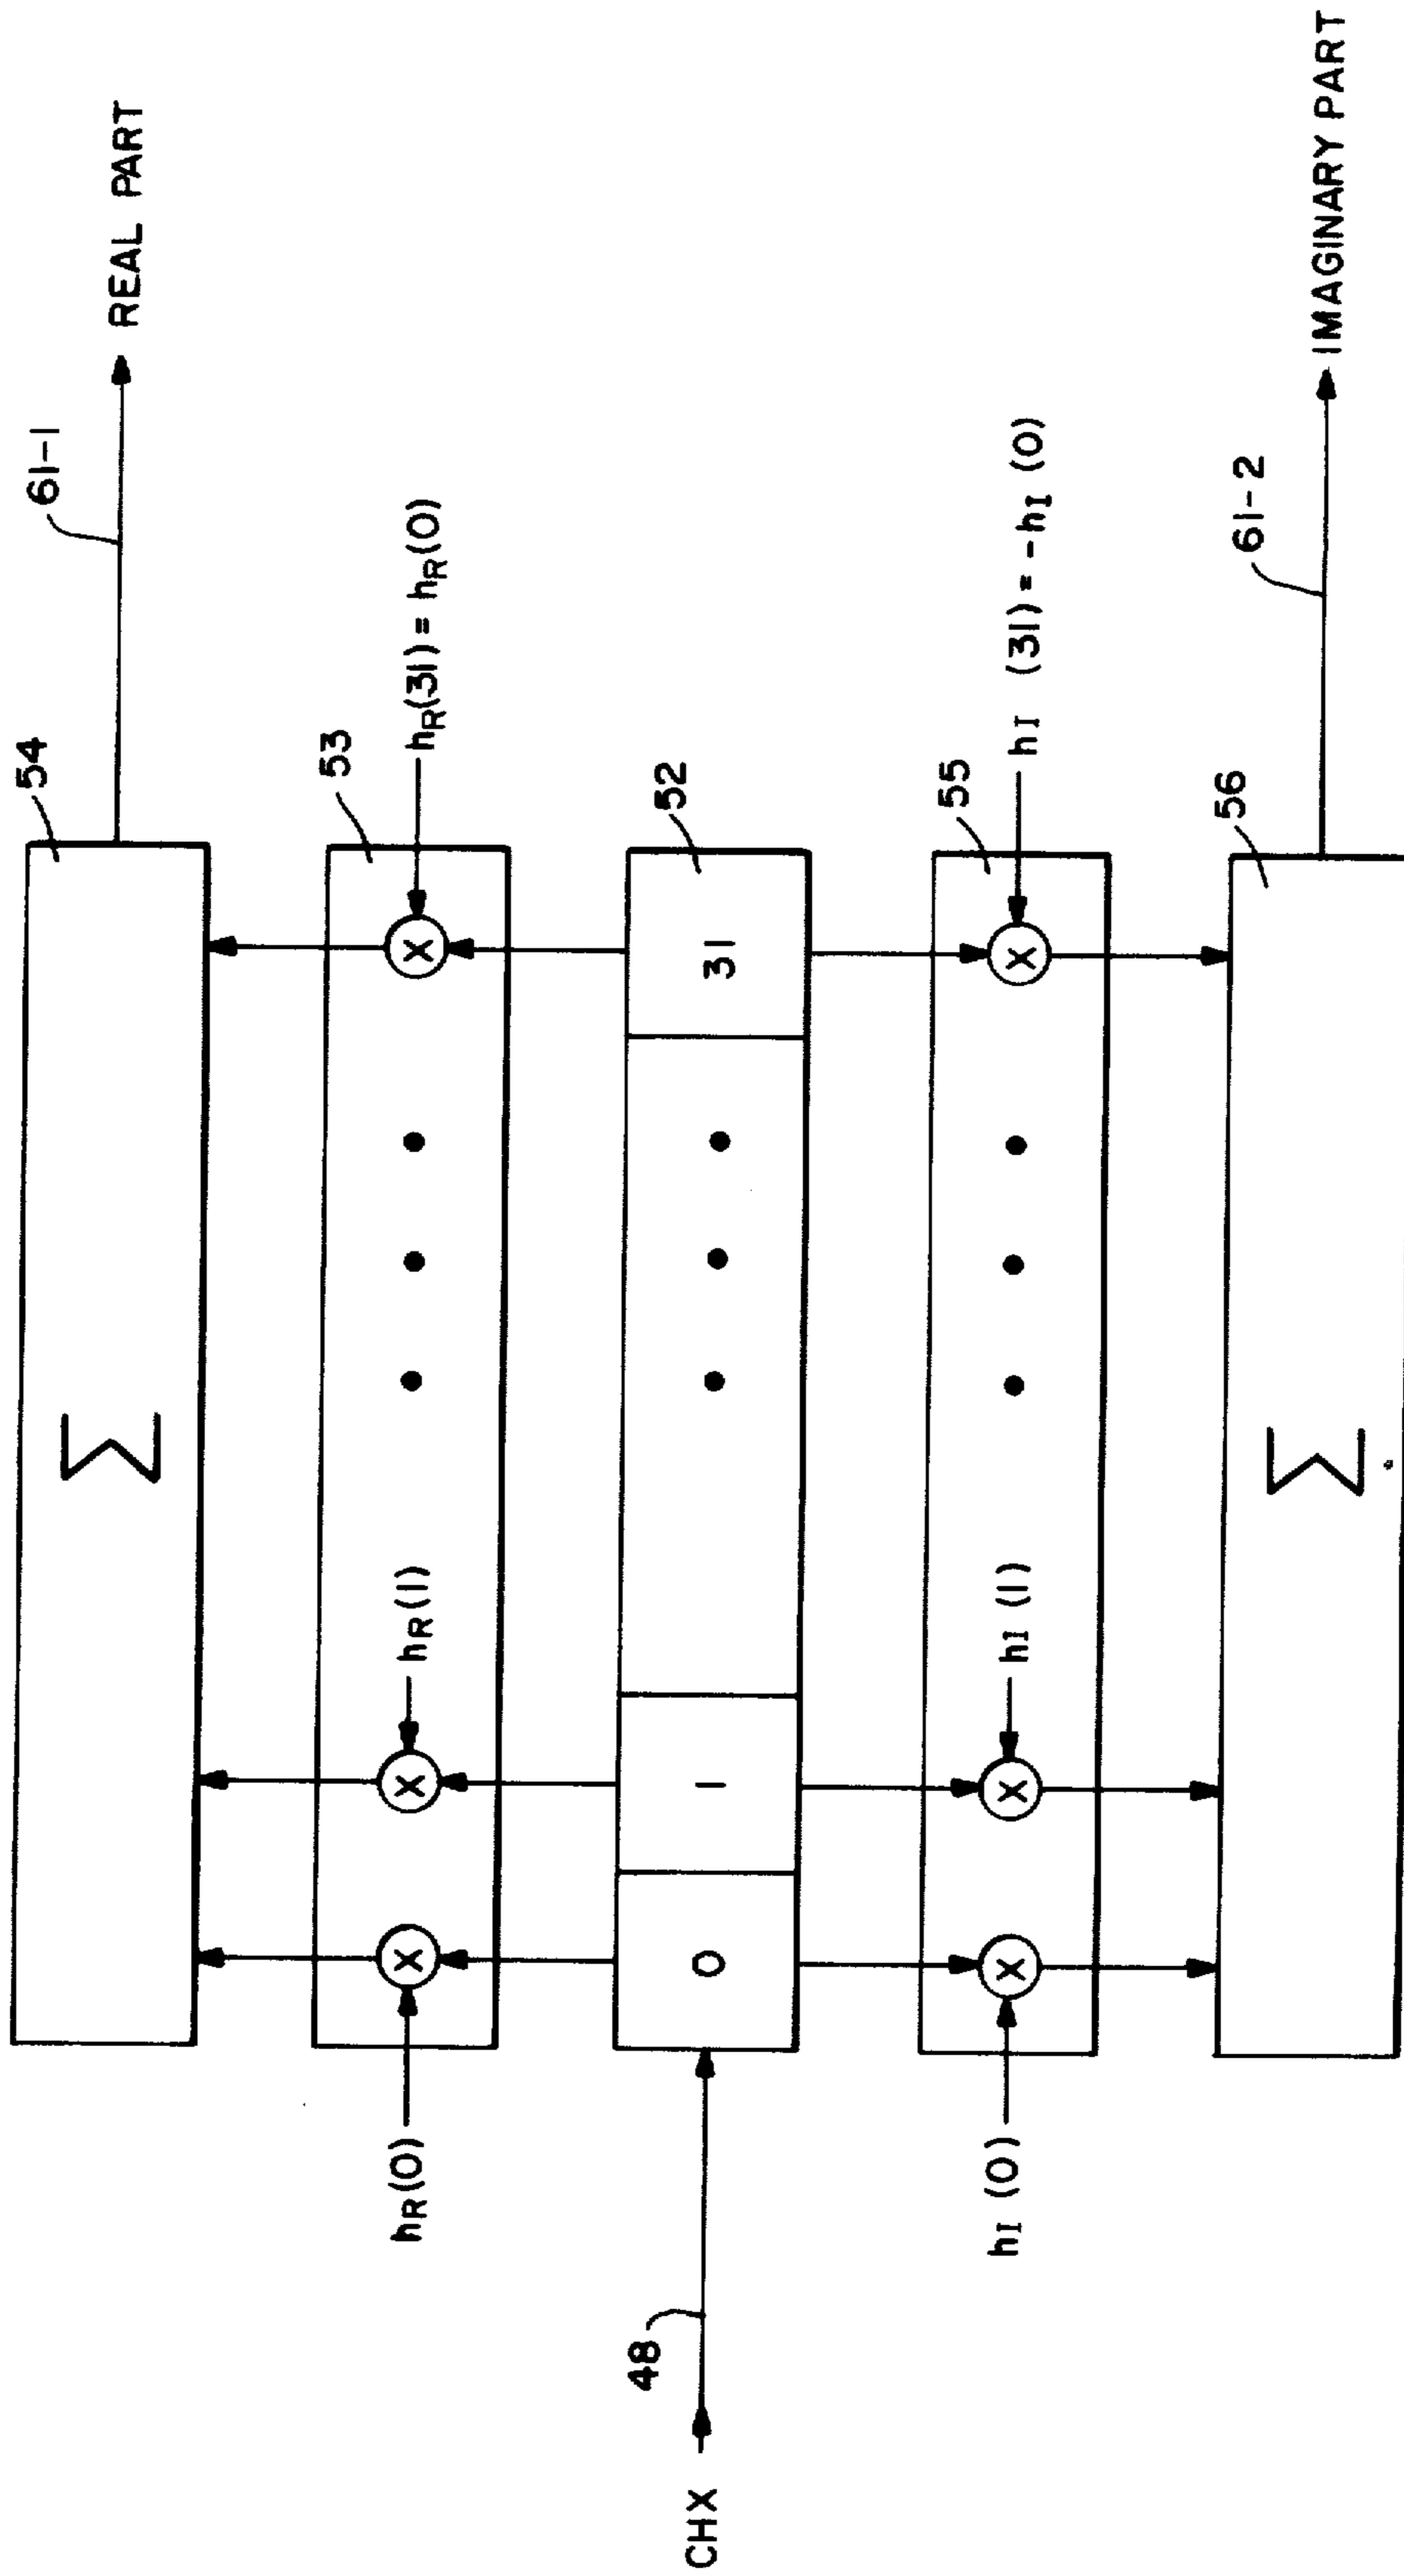 54
61-1
REAL PART
Σ
53
hR(0)
X
X
hR(1)
X
hR(31) = hR(0)
52
CHX
48
0
1
31
55
hI (0)
X
X
hI (1)
X
hI (31) = -hI (0)
56
61-2
IMAGINARY PART
Σ